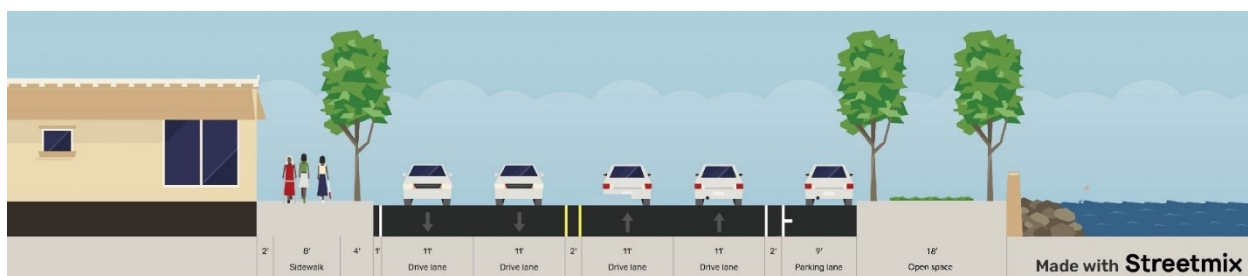 2' 8' 4' 1' 11' 11' 2' 11' 11' 2' 9' 18'
Sidewalk Drive lane Drive lane Drive lane Drive lane Parking lane Open space
Made with Streetmix